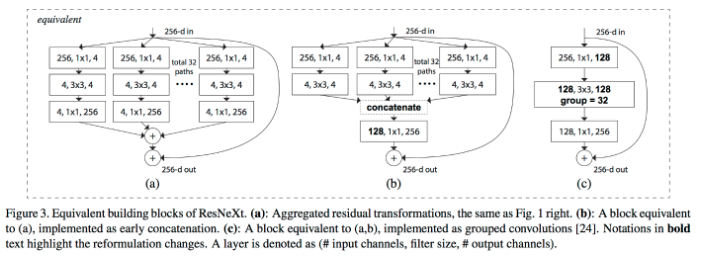 equivalent
256-d in
256, 1x1, 4
256, 1x1, 4
total 32
paths
256, 1x1, 4
4, 3x3, 4
4, 3x3, 4
....
4, 3x3, 4
4, 1x1, 256
4, 1x1, 256
4, 1x1, 256
+
+
256-d out
(a)
256-d in
256, 1x1, 4
256, 1x1, 4
total 32
paths
256, 1x1, 4
4, 3x3, 4
4, 3x3, 4
....
4, 3x3, 4
concatenate
128, 1x1, 256
+
256-d out
(b)
256-d in
256, 1x1, 128
128, 3x3, 128
group = 32
128, 1x1, 256
+
256-d out
(c)
Figure 3. Equivalent building blocks of ResNeXt. (a): Aggregated residual transformations, the same as Fig. 1 right. (b): A block equivalent
to (a), implemented as early concatenation. (c): A block equivalent to (a,b), implemented as grouped convolutions [24]. Notations in bold
text highlight the reformulation changes. A layer is denoted as (# input channels, filter size, # output channels).